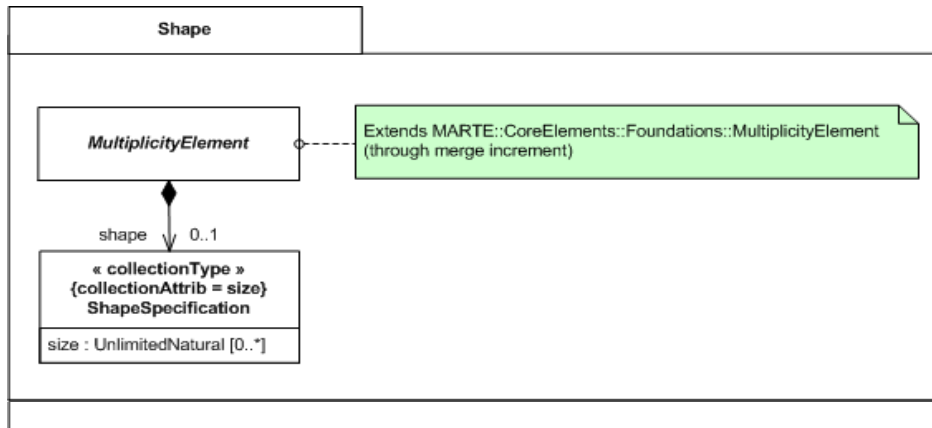 Shape
MultiplicityElement
Extends MARTE::CoreElements::Foundations::MultiplicityElement
(through merge increment)
shape 0..1
« collectionType »
{collectionAttrib = size}
ShapeSpecification
size : UnlimitedNatural [0..*]